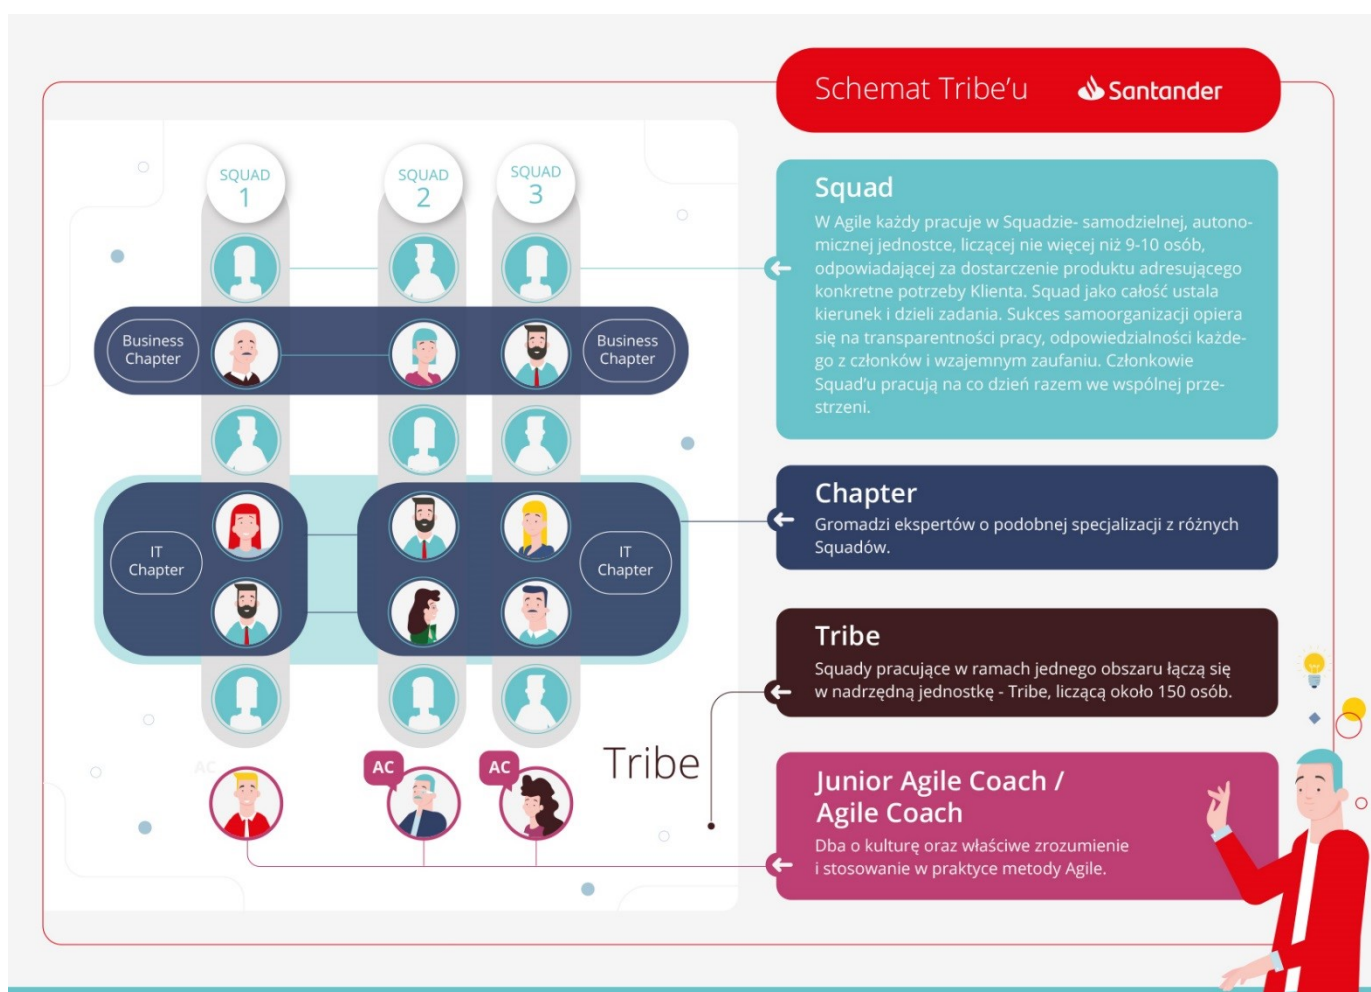 Schemat Tribe'u
Santander
SQUAD
1
SQUAD
2
SQUAD
3
Business
Chapter
Business
Chapter
IT
Chapter
IT
Chapter
AC
AC
AC
Tribe
Squad
W Agile każdy pracuje w Squadzie- samodzielnej, autono-
micznej jednostce, liczącej nie więcej niż 9-10 osób,
odpowiadającej za dostarczenie produktu adresującego
konkretne potrzeby Klienta. Squad jako całość ustala
kierunek i dzieli zadania. Sukces samoorganizacji opiera
się na transparentności pracy, odpowiedzialności każde-
go z członków i wzajemnym zaufaniu. Członkowie
Squad'u pracują na co dzień razem we wspólnej prze-
strzeni.
Chapter
Gromadzi ekspertów o podobnej specjalizacji z różnych
Squadów.
Tribe
Squady pracujące w ramach jednego obszaru łączą się
w nadrzędną jednostkę - Tribe, liczącą około 150 osób.
Junior Agile Coach /
Agile Coach
Dba o kulturę oraz właściwe zrozumienie
i stosowanie w praktyce metody Agile.